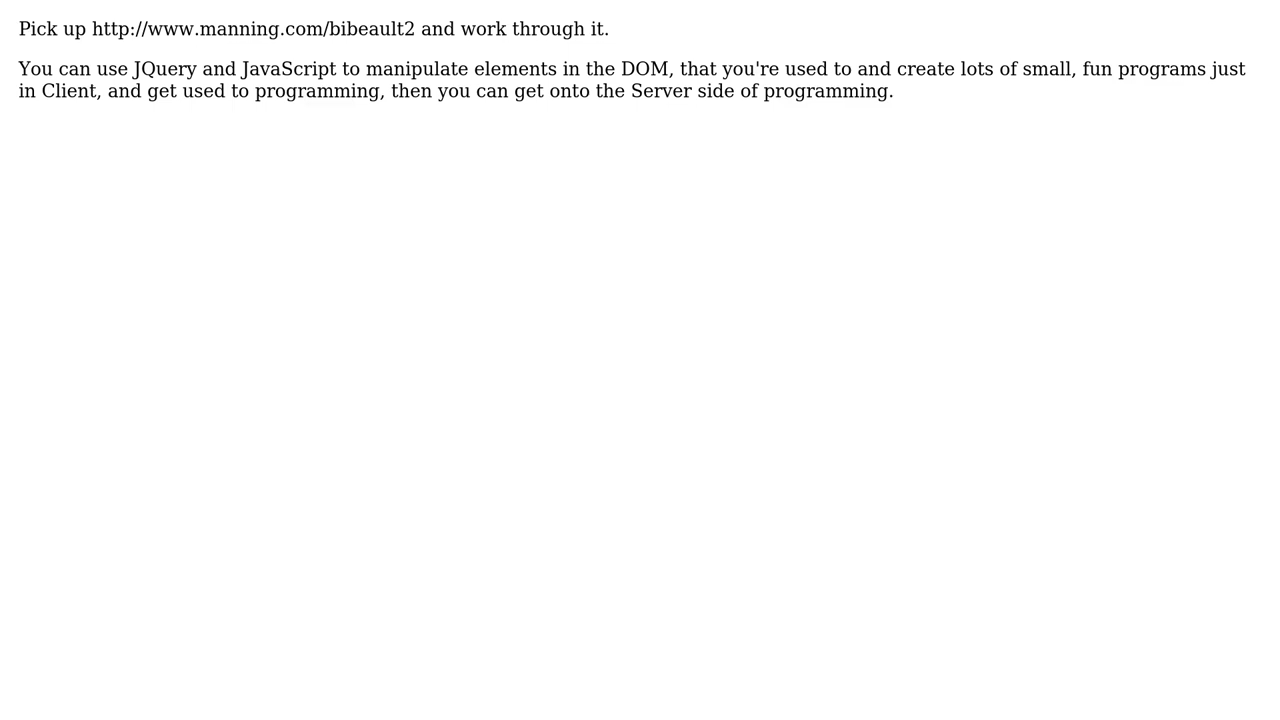 Pick up http://www.manning.com/bibeault2 and work through it.
You can use JQuery and JavaScript to manipulate elements in the DOM, that you're used to and create lots of small, fun programs just
in Client, and get used to programming, then you can get onto the Server side of programming.